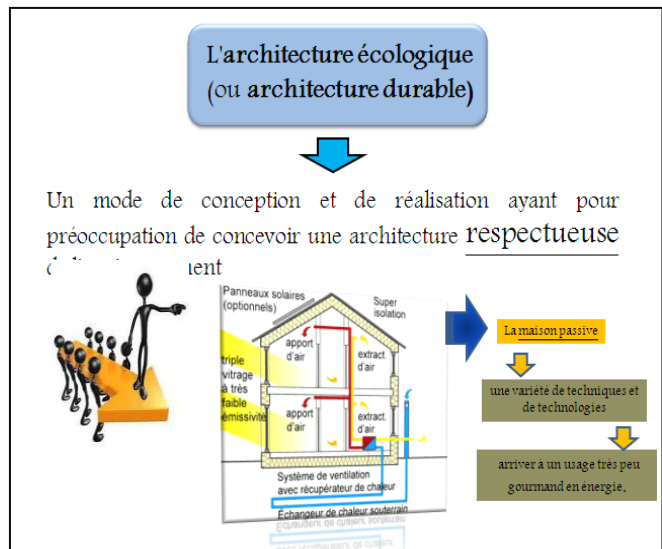 L'architecture écologique
(ou architecture durable)
Un mode de conception et de réalisation ayant pour
préoccupation de concevoir une architecture respectueuse
Panneaux solaires
(optionnels)
Super
isolation
triple
vitrage
à très
faible
émissivité
apport
d'air
extract.
d'air
apport
d'air
extract.
d'air
Système de ventilation
avec récupérateur de chaleur
Échangeur de chaleur souterrain
La maison passive
une variété de techniques et
de technologies
arriver à un usage très peu
gourmand en énergie.